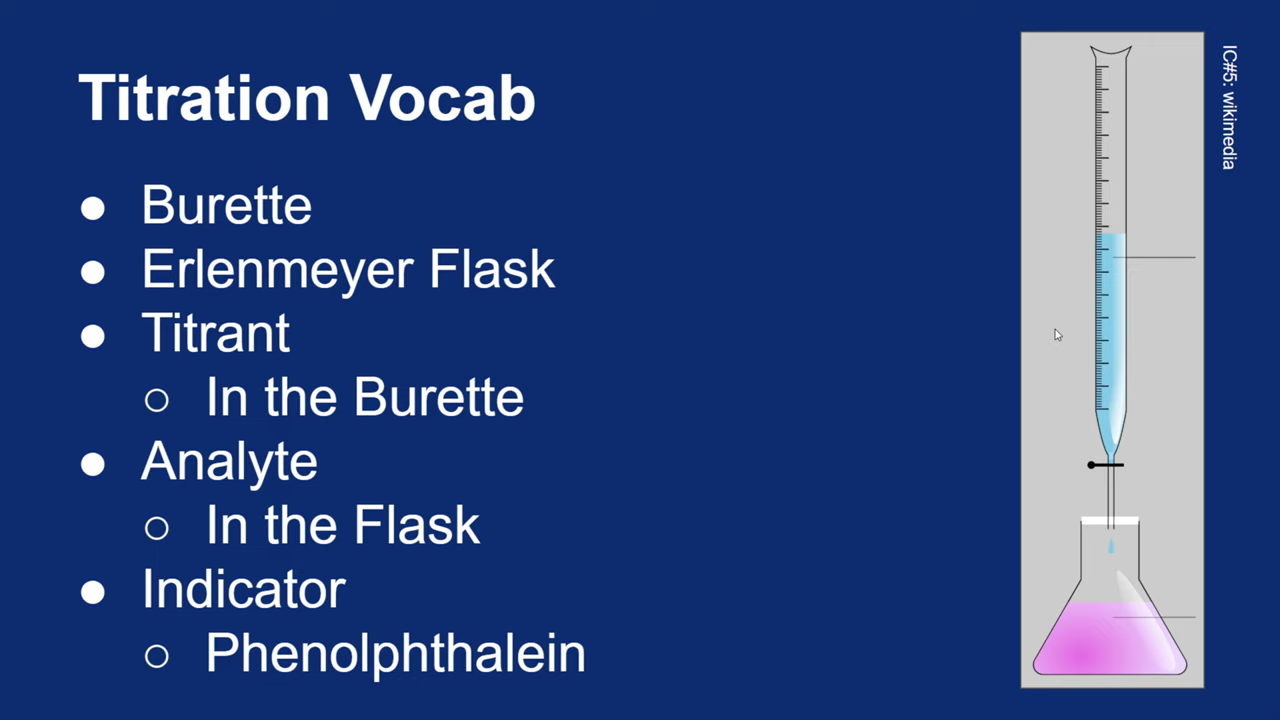 Titration Vocab
● Burette
● Erlenmeyer Flask
● Titrant
○ In the Burette
● Analyte
○ In the Flask
● Indicator
○ Phenolphthalein
IC#5: wikimedia